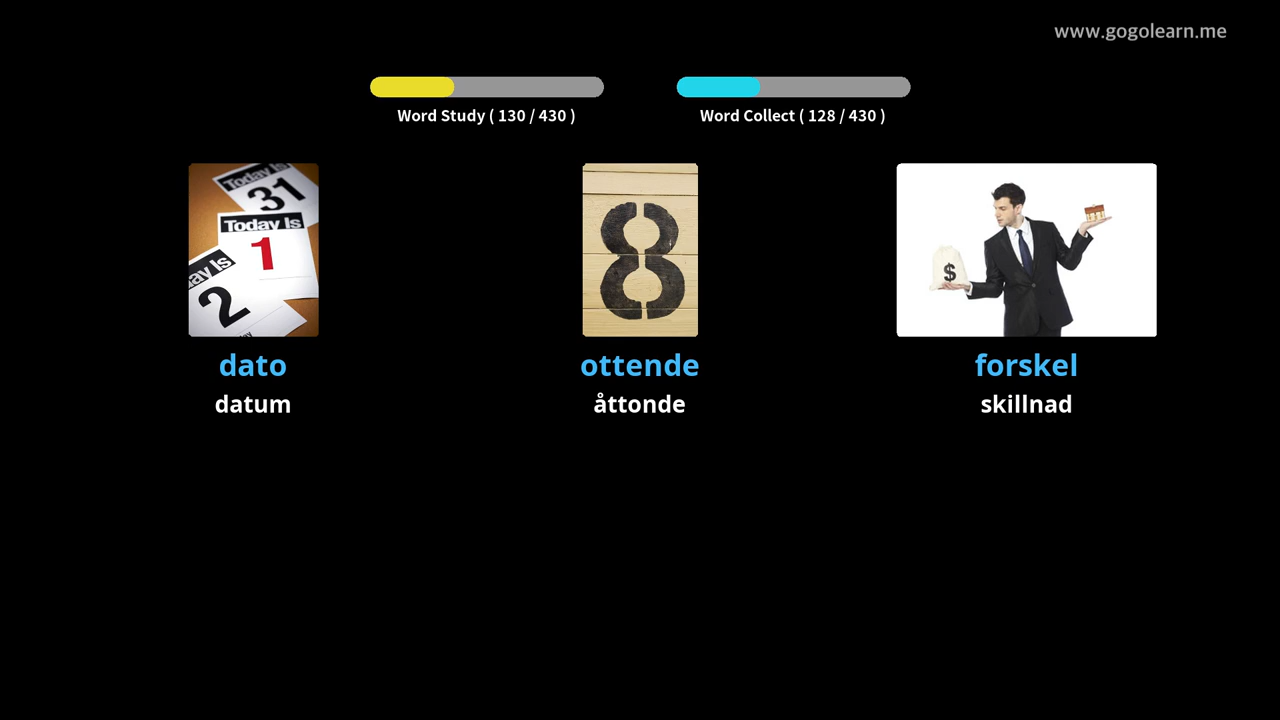 www.gogolearn.me
Word Study ( 130 / 430 )
Word Collect ( 128 / 430 )
Today Is
31
Today Is
1
ay Is
2
8
$
dato
ottende
forskel
datum
åttonde
skillnad